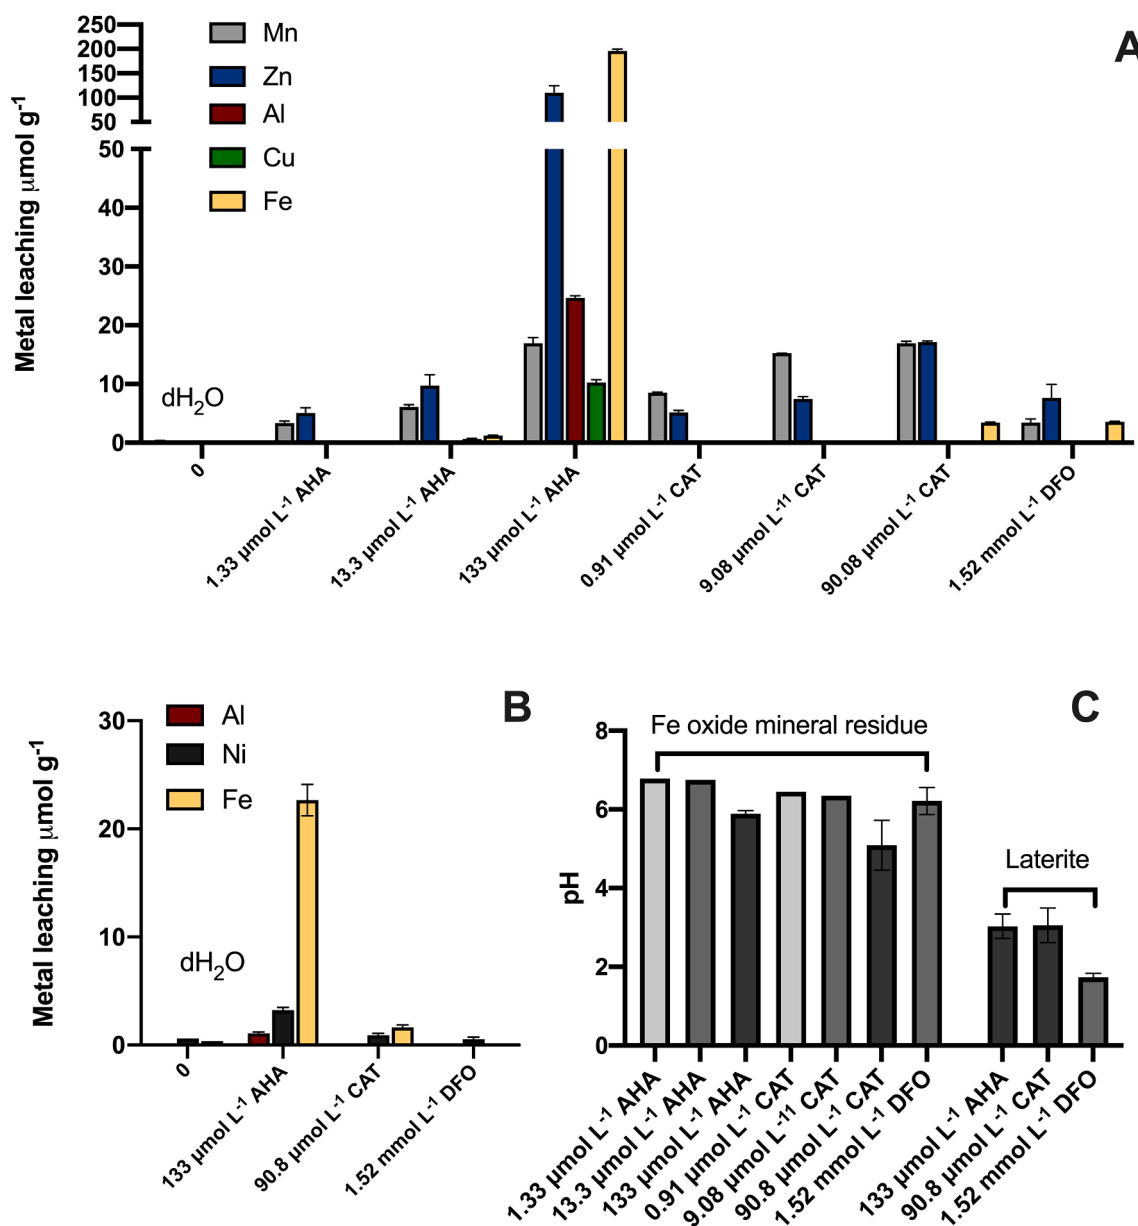 A
Metal leaching μmol g⁻¹
250
200
150
100
50
50
40
30
20
10
0
Mn
Zn
Al
Cu
Fe
dH₂O
0
1.33 μmol L⁻¹ AHA
13.3 μmol L⁻¹ AHA
133 μmol L⁻¹ AHA
0.91 μmol L⁻¹ CAT
9.08 μmol L⁻¹¹ CAT
90.08 μmol L⁻¹ CAT
1.52 mmol L⁻¹ DFO
B
Metal leaching μmol g⁻¹
30
20
10
0
Al
Ni
Fe
dH₂O
0
133 μmol L⁻¹ AHA
90.8 μmol L⁻¹ CAT
1.52 mmol L⁻¹ DFO
C
pH
8
6
4
2
0
Fe oxide mineral residue
Laterite
1.33 μmol L⁻¹ AHA
13.3 μmol L⁻¹ AHA
133 μmol L⁻¹ AHA
0.91 μmol L⁻¹ CAT
9.08 μmol L⁻¹¹ CAT
90.8 μmol L⁻¹ CAT
1.52 mmol L⁻¹ DFO
133 μmol L⁻¹ AHA
90.8 μmol L⁻¹ CAT
1.52 mmol L⁻¹ DFO